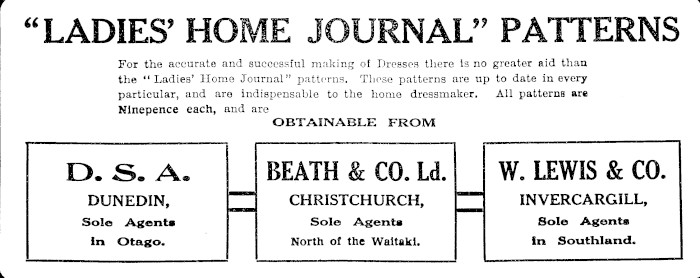 “LADIES’ HOME JOURNAL” PATTERNS
For the accurate and successful making of Dresses there is no greater aid than
the “Ladies’ Home Journal” patterns. These patterns are up to date in every
particular, and are indispensable to the home dressmaker. All patterns are
Ninepence each, and are
OBTAINABLE FROM
D. S. A.
DUNEDIN,
Sole Agents
in Otago.
BEATH & CO. Ld.
CHRISTCHURCH,
Sole Agents
North of the Waitaki.
W. LEWIS & CO.
INVERCARGILL,
Sole Agents
in Southland.